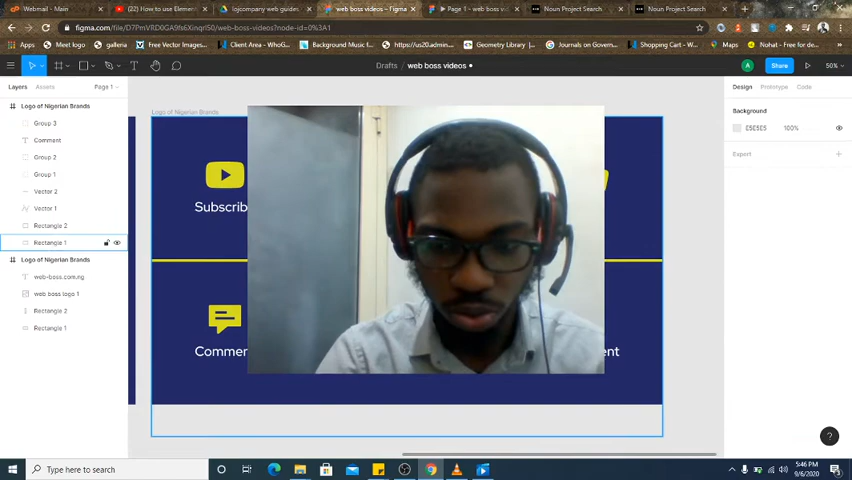 Webmail - Main
(22) How to use Elemen
lojcompany web guides
web boss videos – Figma
Page 1 – web boss v
Noun Project Search
Noun Project Search
figma.com/file/D7PmVRD0GA9fs6XinqrlS0/web-boss-videos?node-id=0%3A1
Apps
Meet logo
galleria
Free Vector Images...
Client Area - WhoG...
Background Music f...
https://us20.admin...
Geometry Library |...
Journals on Govern...
Shopping Cart - My...
Nohat - Free for de...
Drafts / web boss videos
A
Share
50%
Layers
Assets
Page 1
Design
Prototype
Code
Logo of Nigerian Brands
Group 3
Comment
Group 2
Group 1
Vector 2
Vector 1
Rectangle 2
Rectangle 1
Logo of Nigerian Brands
web-boss.com.ng
web boss logo 1
Rectangle 2
Rectangle 1
Logo of Nigerian Brands
Subscrib
Commer
ent
Background
E5E5E5
100%
Export
?
Type here to search
5:46 PM
9/6/2020